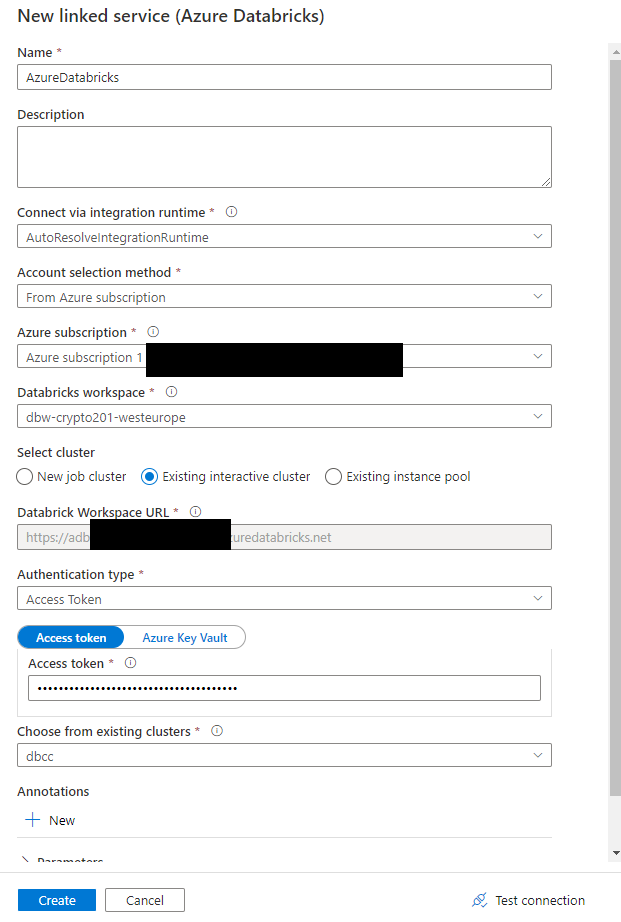 New linked service (Azure Databricks)
Name *
AzureDatabricks
Description
Connect via integration runtime *
AutoResolveIntegrationRuntime
Account selection method *
From Azure subscription
Azure subscription *
Azure subscription 1
Databricks workspace *
dbw-crypto201-westeurope
Select cluster
New job cluster Existing interactive cluster Existing instance pool
Databrick Workspace URL *
https://adb uredatabricks.net
Authentication type *
Access Token
Access token Azure Key Vault
Access token *
••••••••••••••••••••••••••••••••••••••
Choose from existing clusters *
dbcc
Annotations
New
Parameters
Create Cancel Test connection